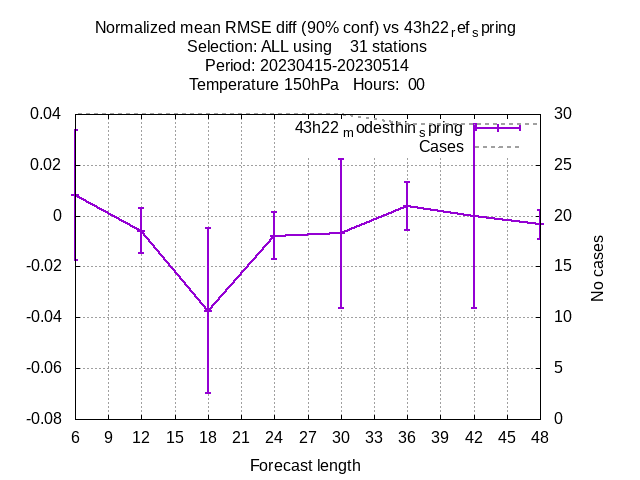 Normalized mean RMSE diff (90% conf) vs 43h22ref spring
Selection: ALL using 31 stations
Period: 20230415-20230514
Temperature 150hPa Hours: 00
43h22modesthinspring
Cases
0.04
0.02
0
-0.02
-0.04
-0.06
-0.08
30
25
20
15
10
5
0
No cases
6 9 12 15 18 21 24 27 30 33 36 39 42 45 48
Forecast length